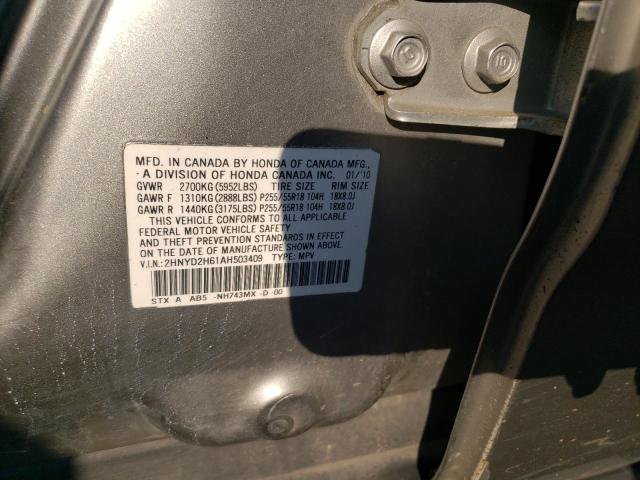 MFD. IN CANADA BY HONDA OF CANADA MFG.,
A DIVISION OF HONDA CANADA INC. 01/'10
GVWR 2700KG(5952LBS) TIRE SIZE RIM SIZE
GAWR F 1310KG(2888LBS) P255/55R18 104H 18X8.0J
GAWR R 1440KG(3175LBS) P255/55R18 104H 18X8.0J
THIS VEHICLE CONFORMS TO ALL APPLICABLE
FEDERAL MOTOR VEHICLE SAFETY
AND THEFT PREVENTION STANDARDS IN EFFECT
ON THE DATE OF MANUFACTURE SHOWN ABOVE.
V.I.N.: 2HNYD2H61AH503409 TYPE: MPV
STX A AB5 -NH743MX -D -00